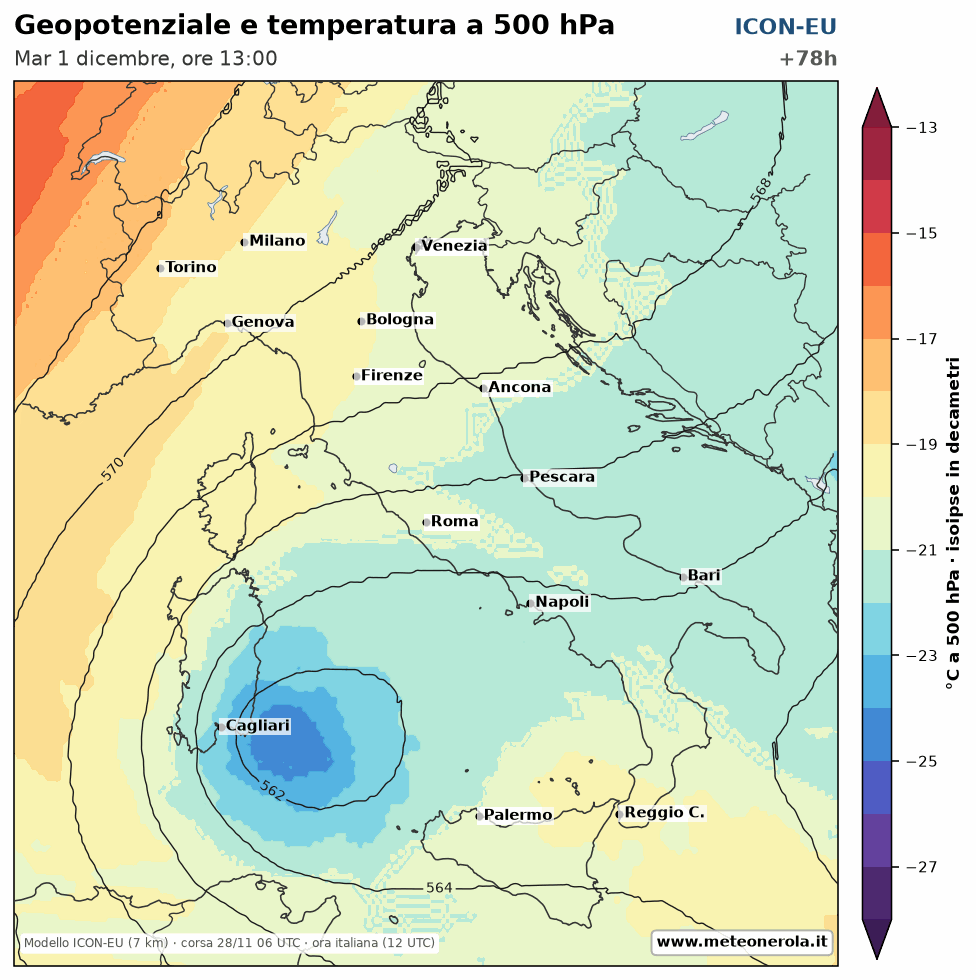 Geopotenziale e temperatura a 500 hPa
ICON-EU
Mar 1 dicembre, ore 13:00
+78h
568
Milano
Venezia
Torino
Genova
Bologna
Firenze
Ancona
570
Pescara
Roma
Bari
Napoli
Cagliari
562
Palermo
Reggio C.
564
Modello ICON-EU (7 km) · corsa 28/11 06 UTC · ora italiana (12 UTC)
www.meteonerola.it
−13
−15
−17
−19
−21
−23
−25
−27
°C a 500 hPa · isoipse in decametri